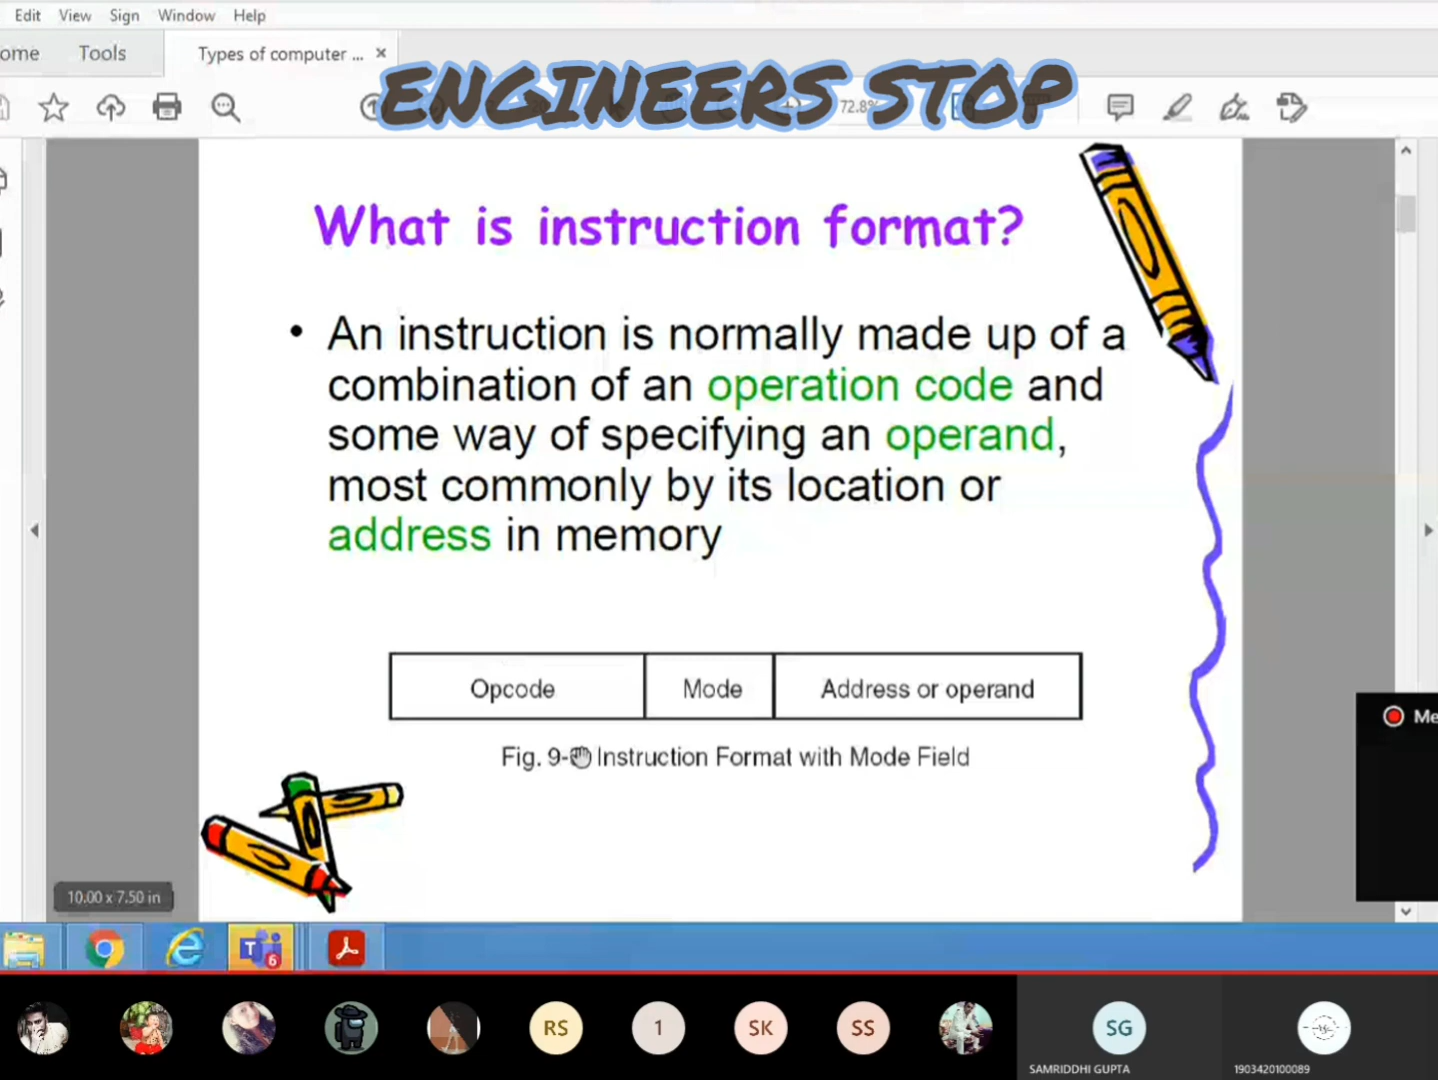 Edit View Sign Window Help
Tools
Types of computer ...
ENGINEERS STOP
72.8%
What is instruction format?
• An instruction is normally made up of a
combination of an operation code and
some way of specifying an operand,
most commonly by its location or
address in memory
Opcode Mode Address or operand
Fig. 9- Instruction Format with Mode Field
10.00 x 7.50 in
6
RS 1 SK SS SG
SAMRIDDHI GUPTA
1903420100089